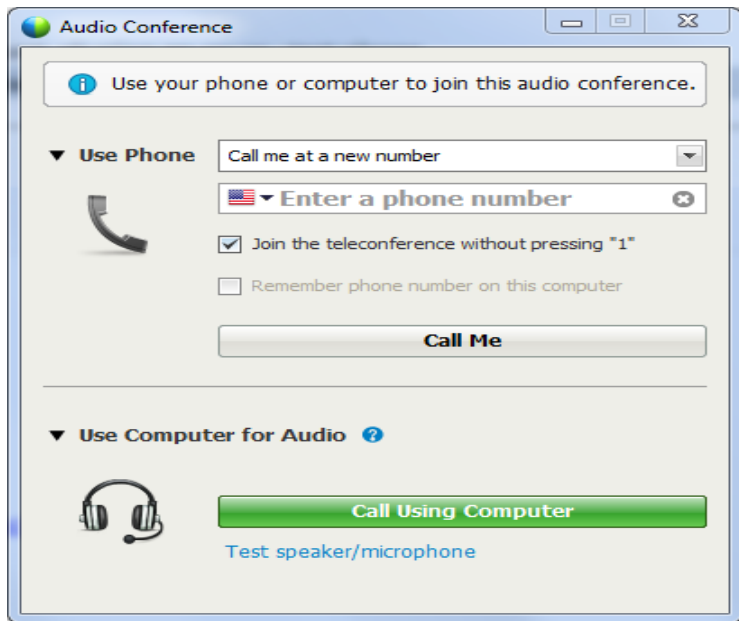 Audio Conference
Use your phone or computer to join this audio conference.
Use Phone
Call me at a new number
Enter a phone number
Join the teleconference without pressing "1"
Remember phone number on this computer
Call Me
Use Computer for Audio
Call Using Computer
Test speaker/microphone